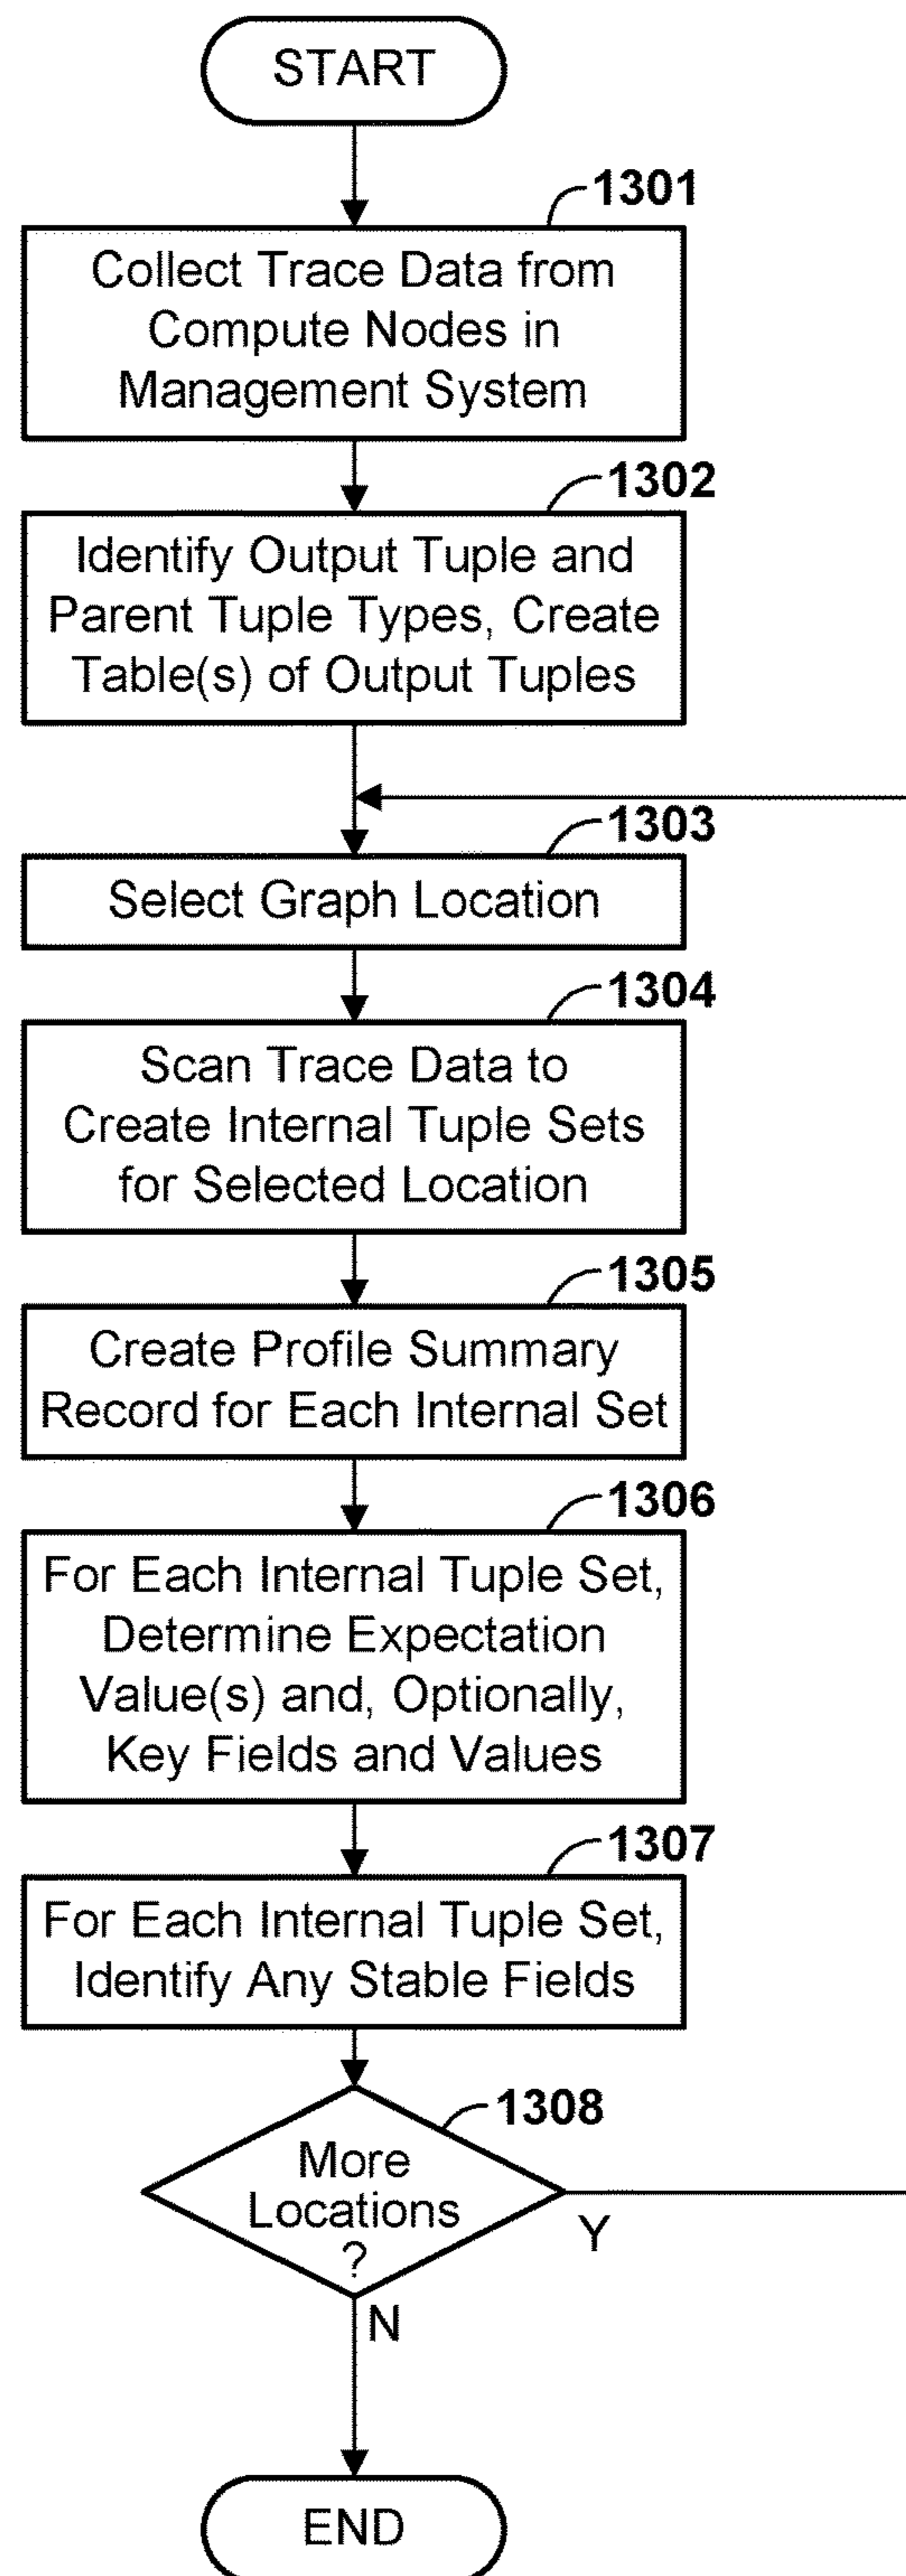 START
1301
Collect Trace Data from
Compute Nodes in
Management System
1302
Identify Output Tuple and
Parent Tuple Types, Create
Table(s) of Output Tuples
1303
Select Graph Location
1304
Scan Trace Data to
Create Internal Tuple Sets
for Selected Location
1305
Create Profile Summary
Record for Each Internal Set
1306
For Each Internal Tuple Set,
Determine Expectation
Value(s) and, Optionally,
Key Fields and Values
1307
For Each Internal Tuple Set,
Identify Any Stable Fields
1308
More
Locations
?
Y
N
END